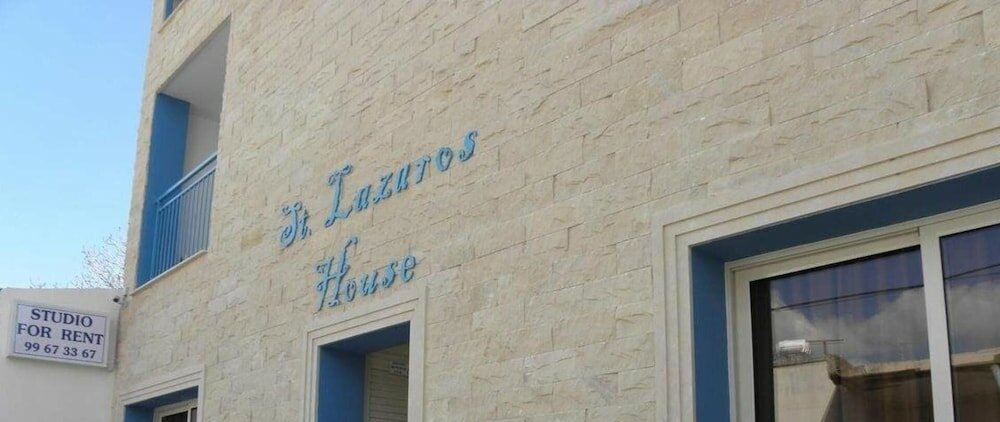 St. Lazaros
House
STUDIO
FOR RENT
99 67 33 67